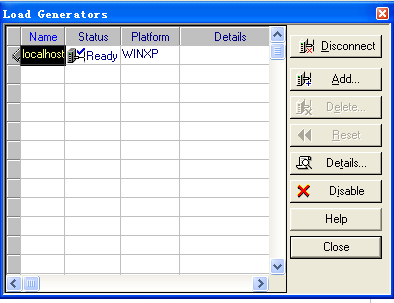 Load Generators
Name Status Platform Details
localhost Ready WINXP
Disconnect
Add...
Delete...
Reset
Details...
Disable
Help
Close